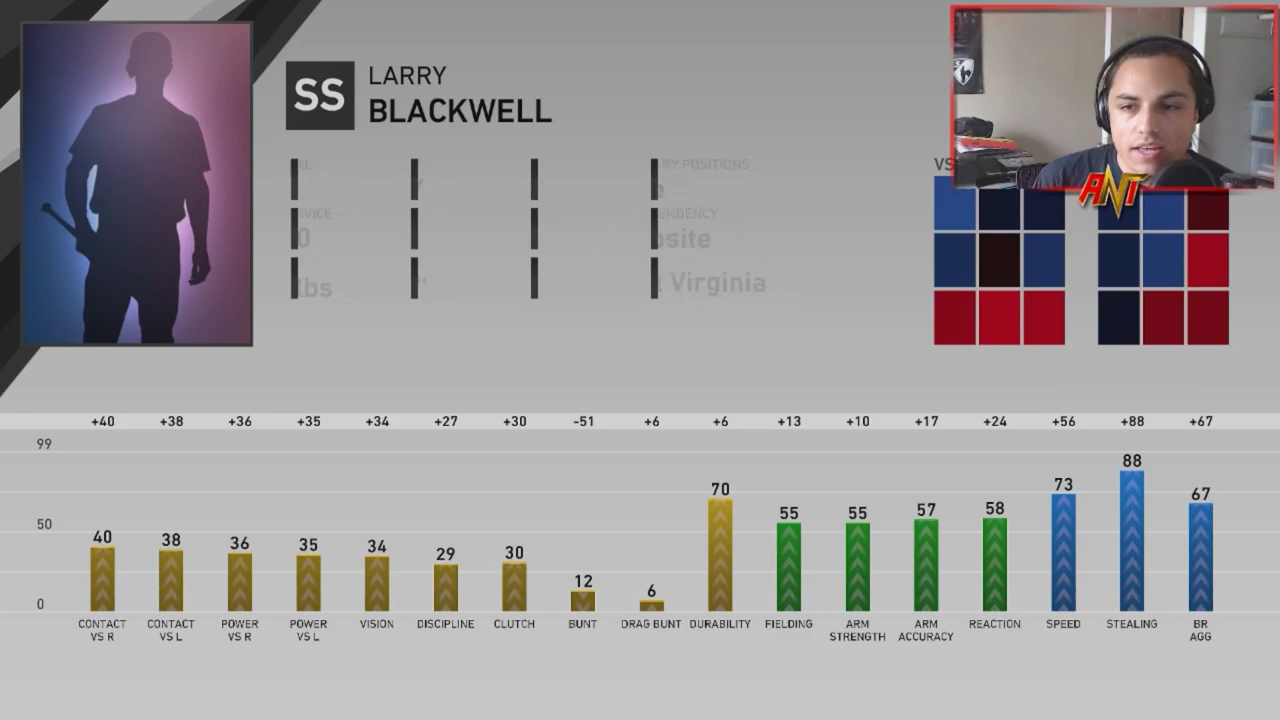 SS
LARRY
BLACKWELL
POSITIONS
VS
osite
lbs
Virginia
ANT
+40 +38 +36 +35 +34 +27 +30 -51 +6 +6 +13 +10 +17 +24 +56 +88 +67
99
50
0
40 38 36 35 34 29 30 12 6 70 55 55 57 58 73 88 67
CONTACT VS R
CONTACT VS L
POWER VS R
POWER VS L
VISION
DISCIPLINE
CLUTCH
BUNT
DRAG BUNT
DURABILITY
FIELDING
ARM STRENGTH
ARM ACCURACY
REACTION
SPEED
STEALING
BR AGG